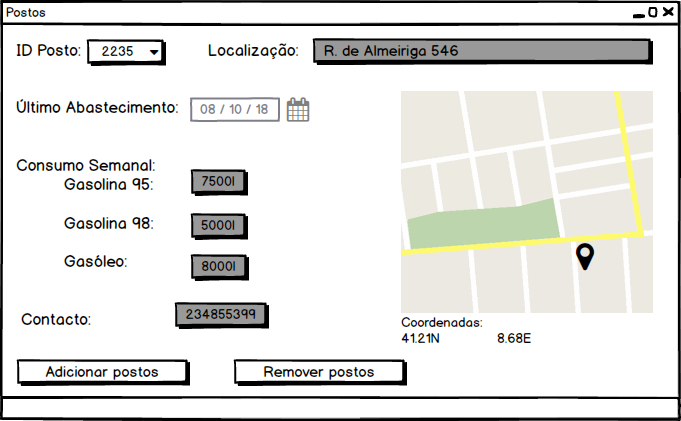 Postos
ID Posto: 2235 Localização: R. de Almeiriga 546
Último Abastecimento: 08 / 10 / 18
Consumo Semanal:
Gasolina 95: 7500l
Gasolina 98: 5000l
Gasóleo: 8000l
Contacto: 234855399
Coordenadas:
41.21N 8.68E
Adicionar postos Remover postos